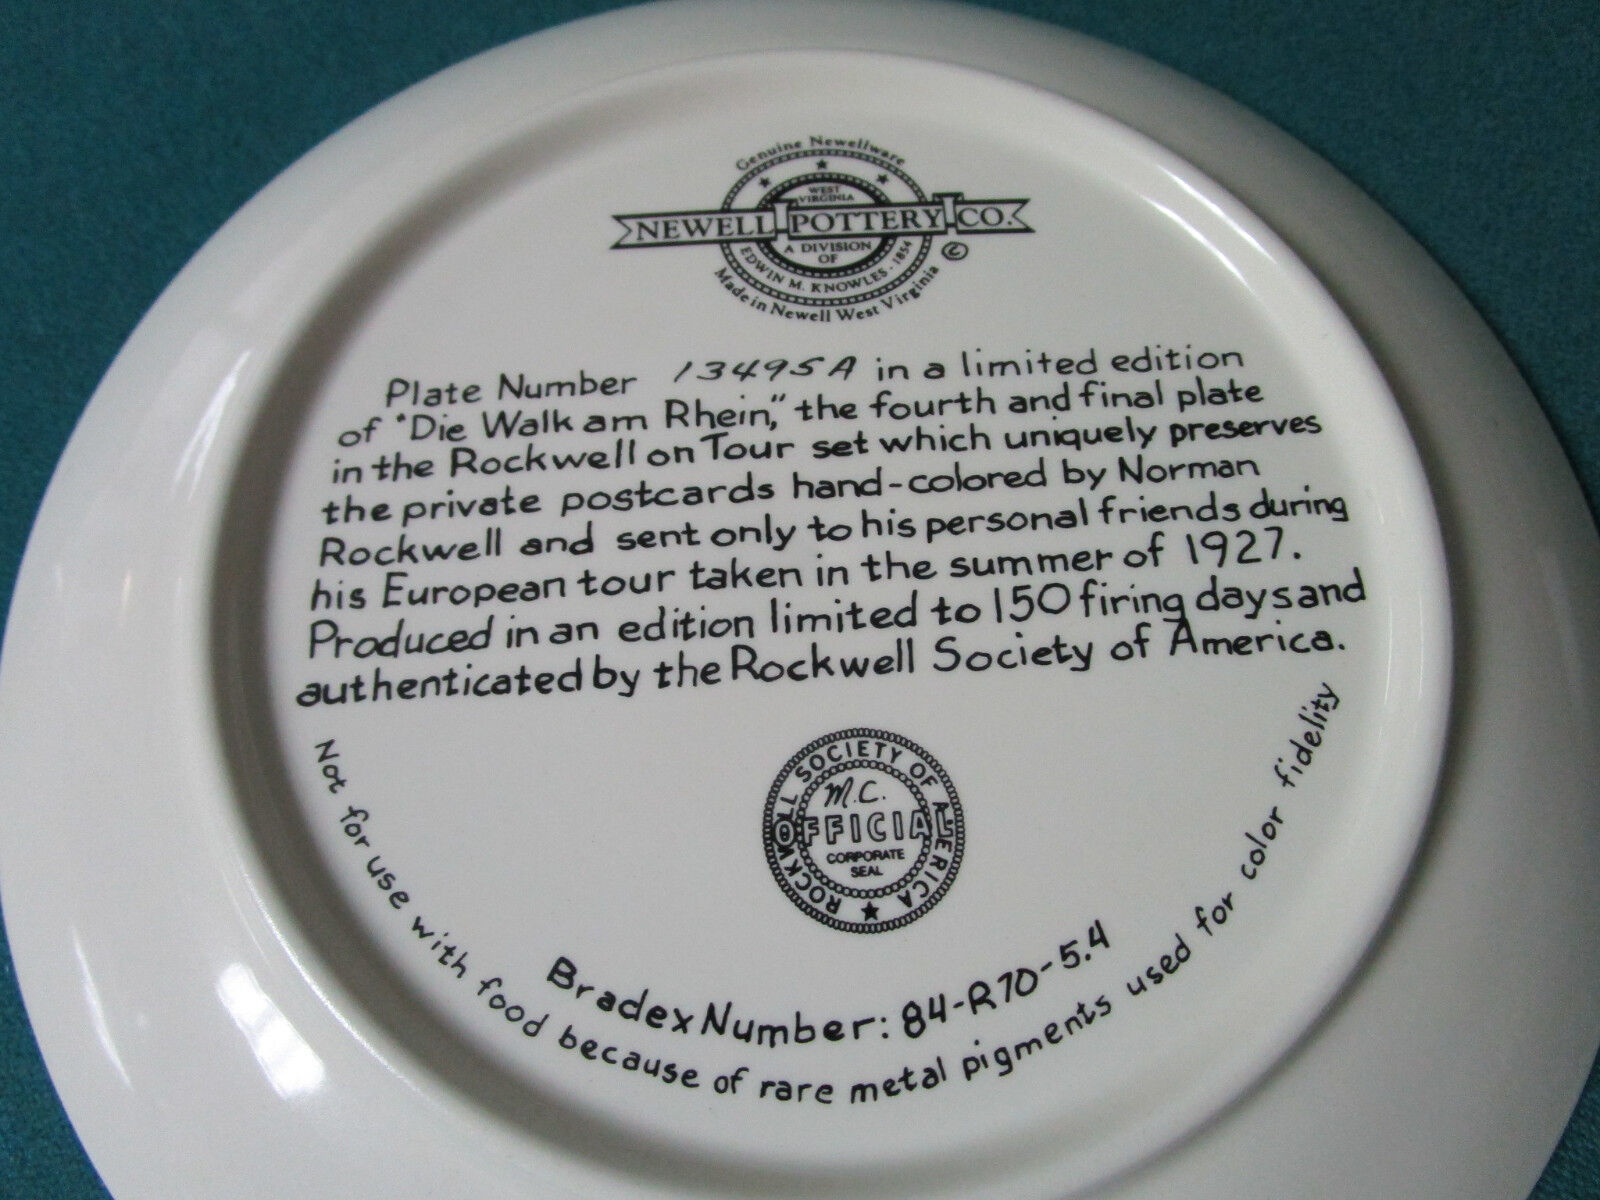 Genuine Newellware
WEST
VIRGINIA
NEWELL POTTERY CO.
A DIVISION
OF
EDWIN M. KNOWLES · 1854
©
Made in Newell West Virginia
Plate Number 13495A in a limited edition
of "Die Walk am Rhein," the fourth and final plate
in the Rockwell on Tour set which uniquely preserves
the private postcards hand-colored by Norman
Rockwell and sent only to his personal friends during
his European tour taken in the summer of 1927.
Produced in an edition limited to 150 firing days and
authenticated by the Rockwell Society of America.
ROCKWELL SOCIETY OF AMERICA
M.C.
OFFICIAL
CORPORATE
SEAL
Bradex Number: 84-R70-5.4
Not for use with food because of rare metal pigments used for color fidelity